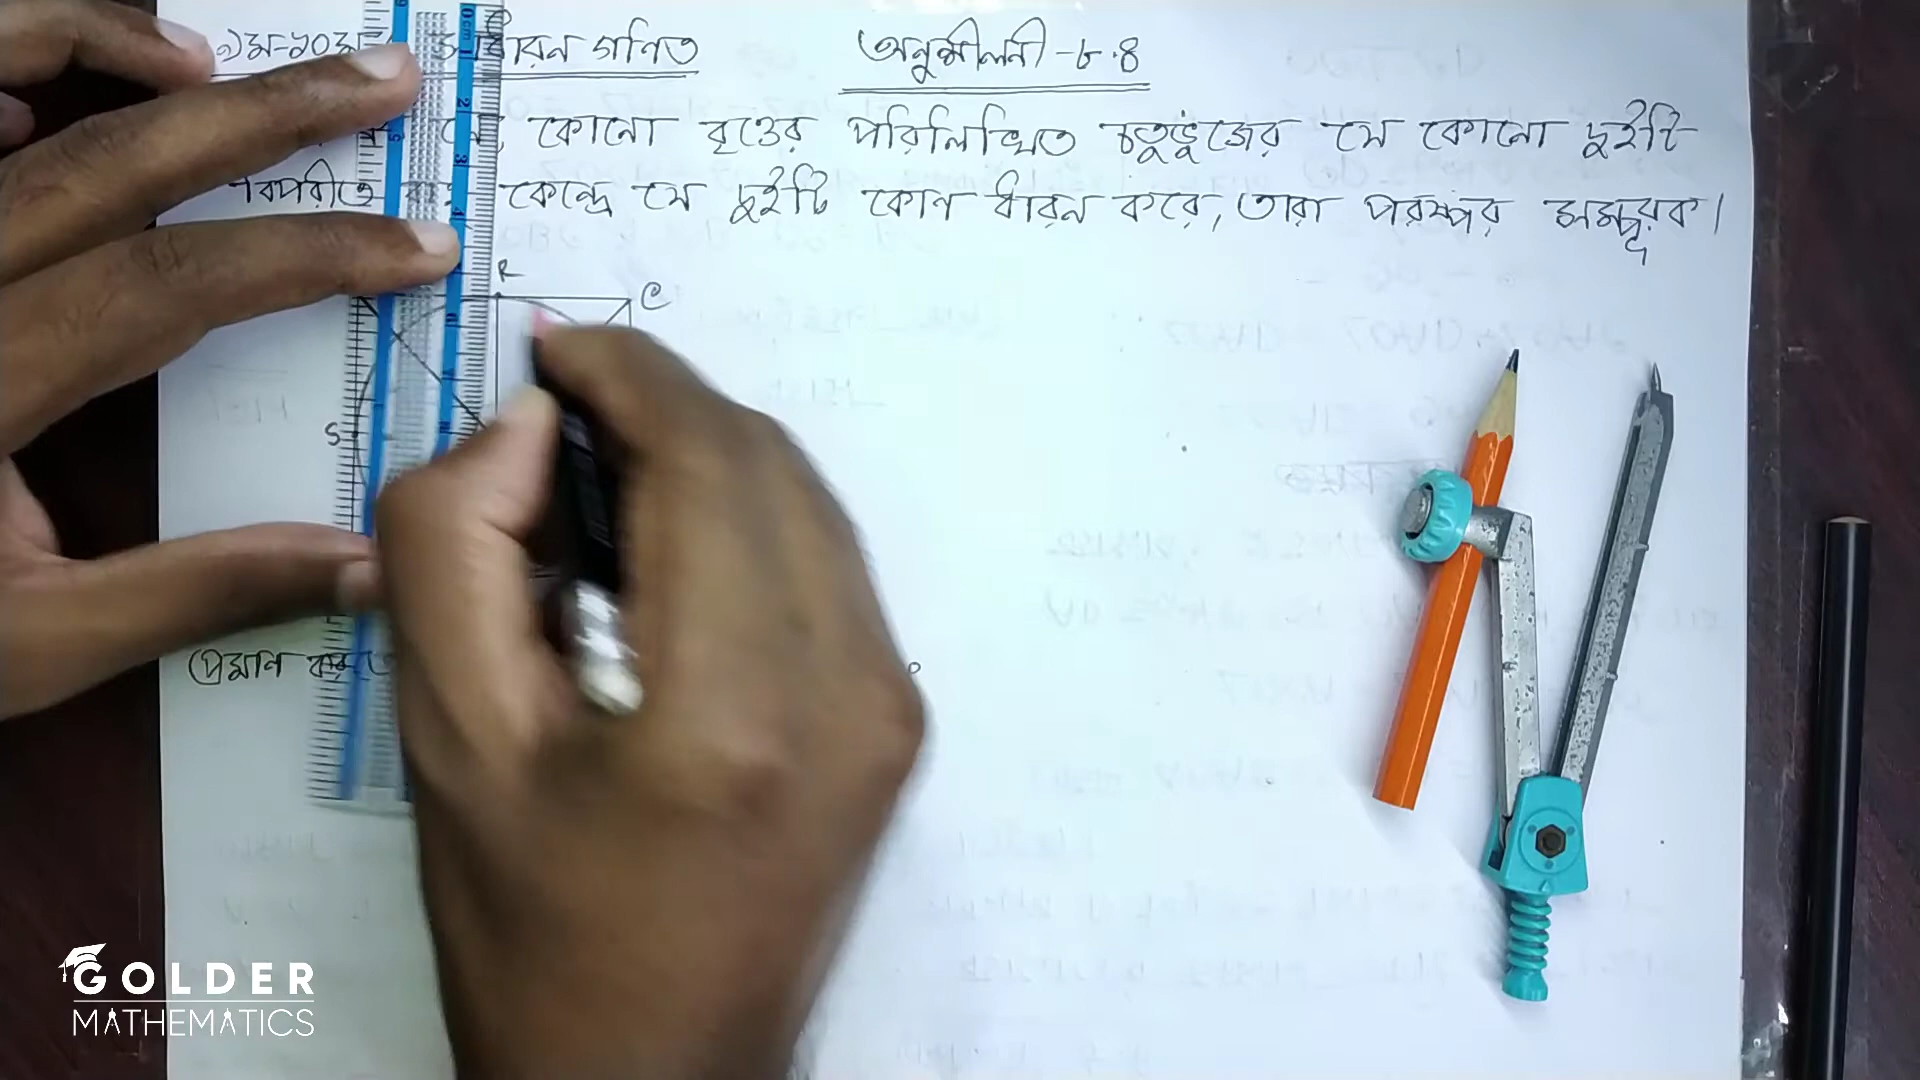 ৯ম-১০ম সাধারন গণিত
অনুশীলনী-৮.৪
যে, কোনো বৃত্তের পরিলিখিত চতুর্ভুজের যে কোনো দুইটি
বিপরীত কেন্দ্রে যে দুইটি কোণ ধারন করে, তারা পরস্পর সম্পূরক।
R
C
S
প্রমান করতে
GOLDER
MATHEMATICS